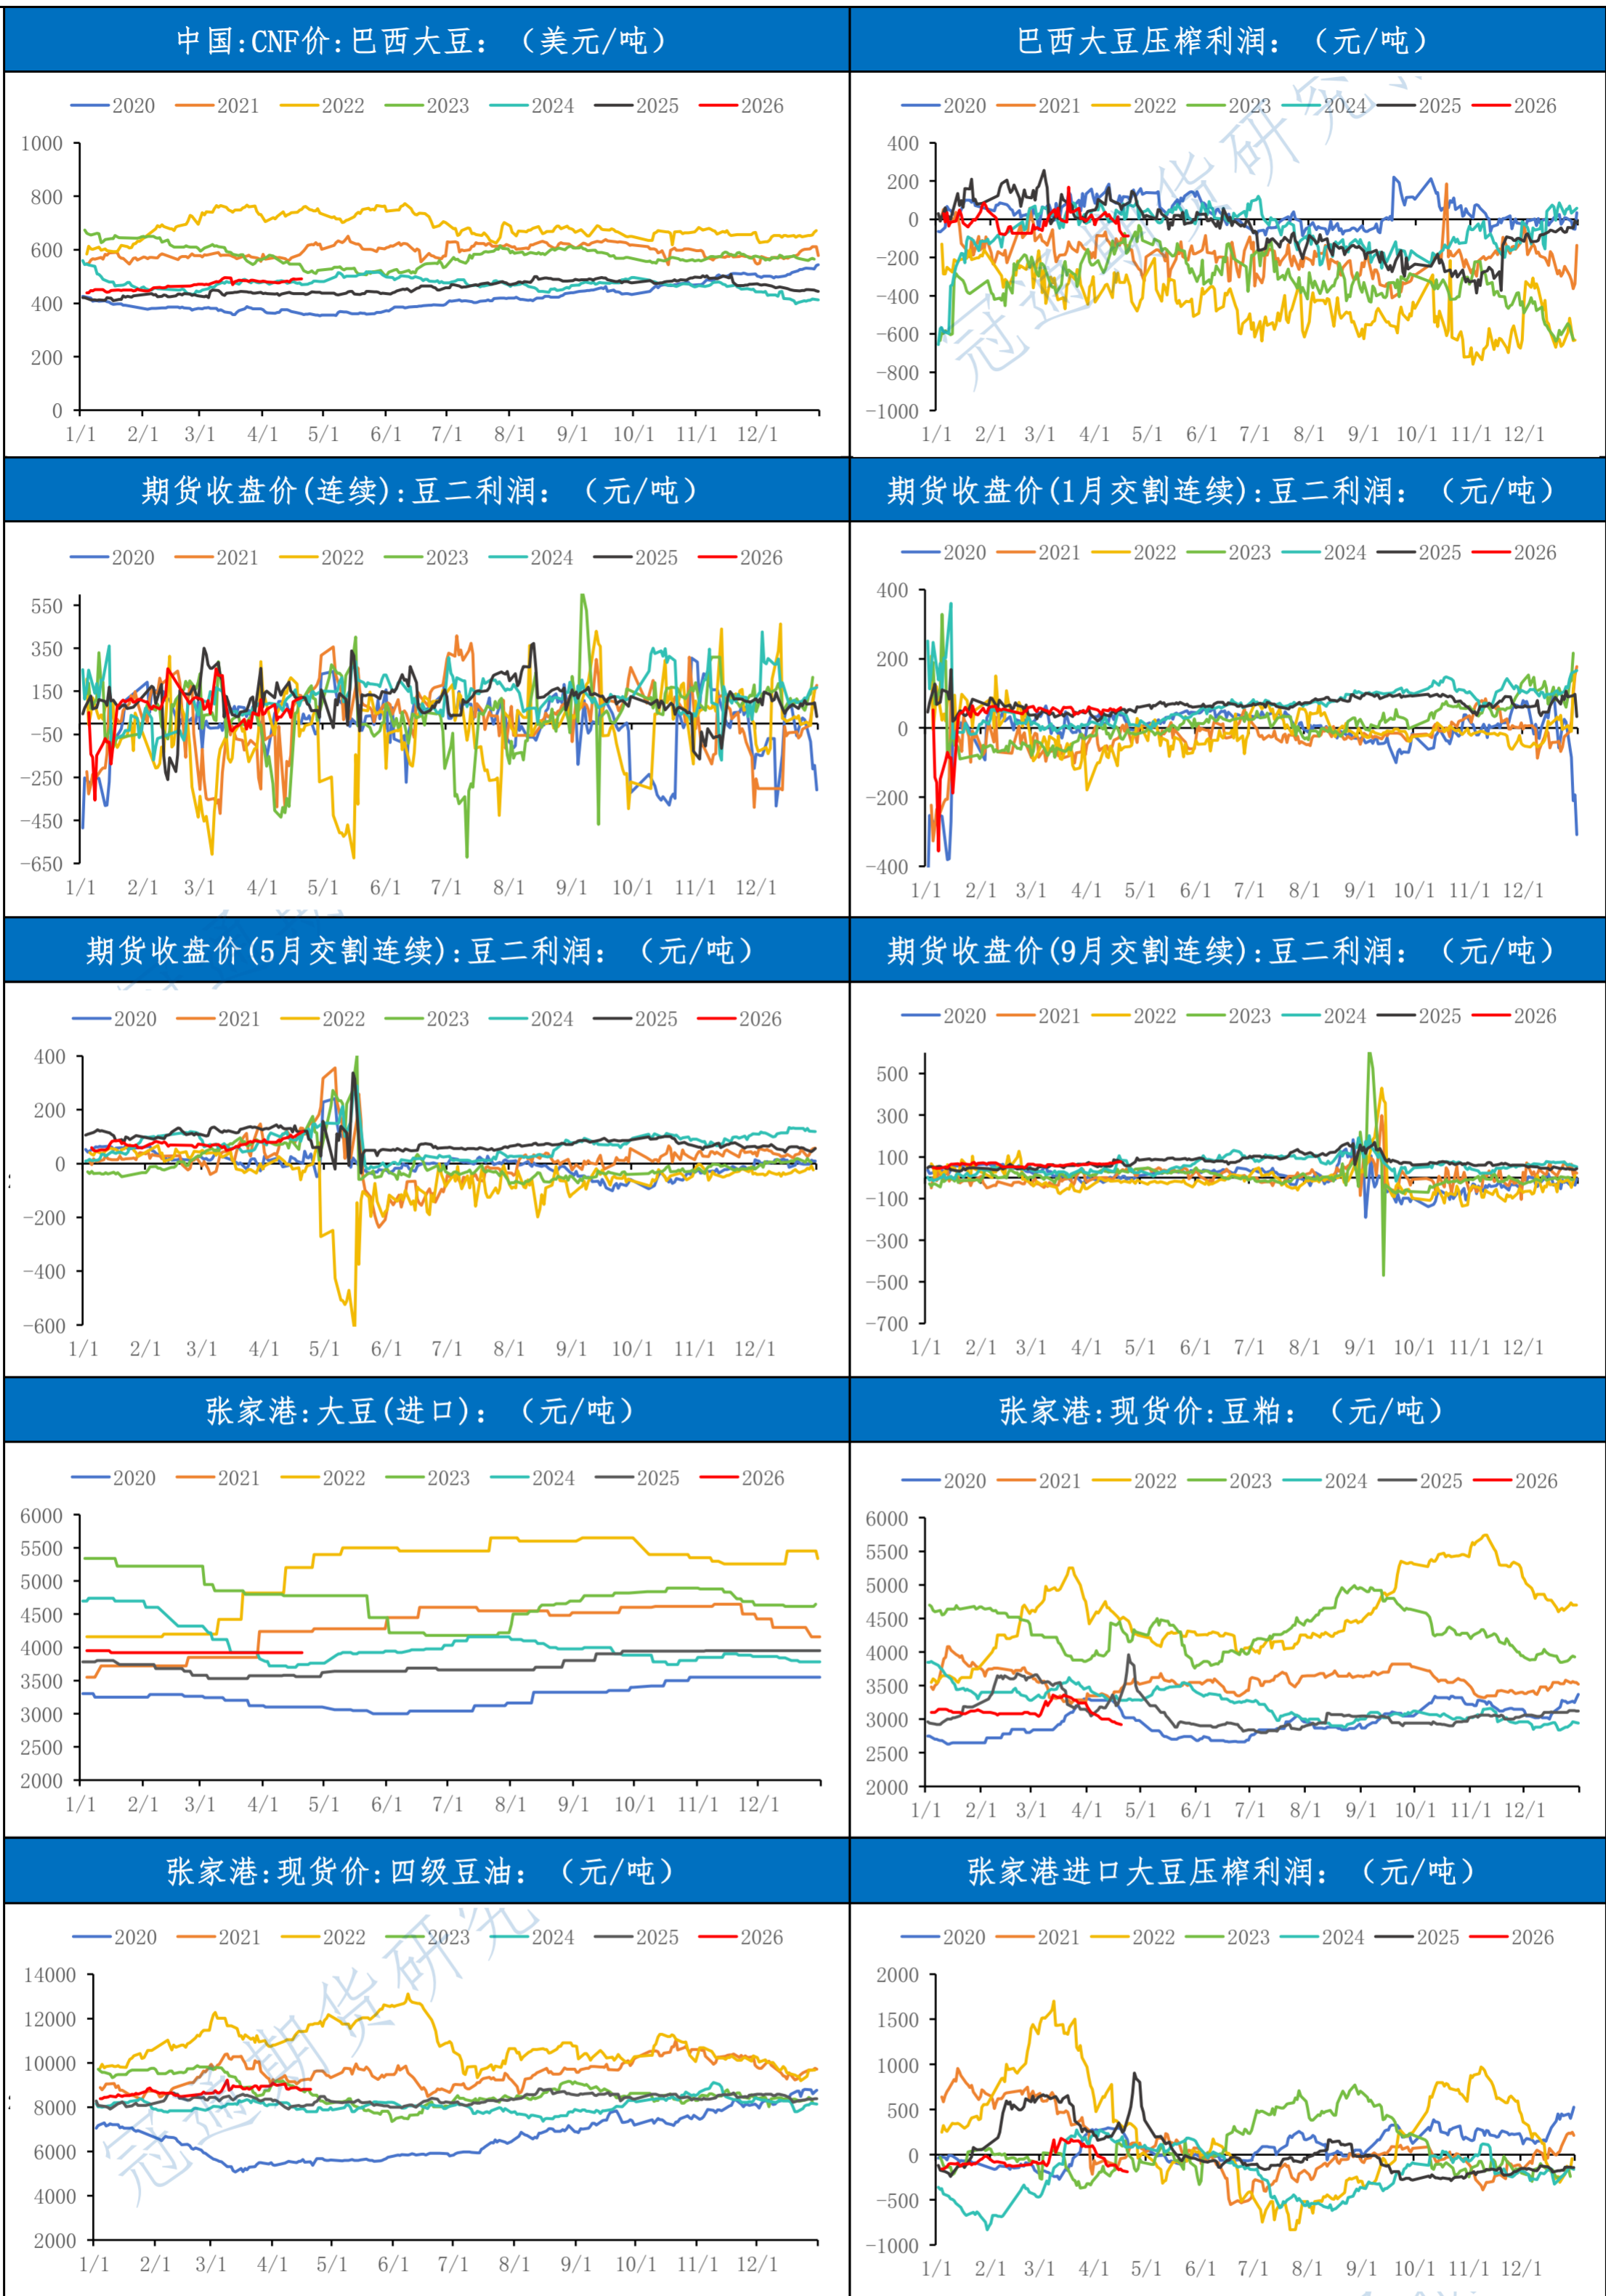 中国:CNF价:巴西大豆：（美元/吨）
2020 2021 2022 2023 2024 2025 2026
1000
800
600
400
200
0
1/1 2/1 3/1 4/1 5/1 6/1 7/1 8/1 9/1 10/1 11/1 12/1
巴西大豆压榨利润：（元/吨）
2020 2021 2022 2023 2024 2025 2026
400
200
0
-200
-400
-600
-800
-1000
1/1 2/1 3/1 4/1 5/1 6/1 7/1 8/1 9/1 10/1 11/1 12/1
期货收盘价(连续):豆二利润：（元/吨）
2020 2021 2022 2023 2024 2025 2026
550
350
150
-50
-250
-450
-650
1/1 2/1 3/1 4/1 5/1 6/1 7/1 8/1 9/1 10/1 11/1 12/1
期货收盘价(1月交割连续):豆二利润：（元/吨）
2020 2021 2022 2023 2024 2025 2026
400
200
0
-200
-400
1/1 2/1 3/1 4/1 5/1 6/1 7/1 8/1 9/1 10/1 11/1 12/1
期货收盘价(5月交割连续):豆二利润：（元/吨）
2020 2021 2022 2023 2024 2025 2026
400
200
0
-200
-400
-600
1/1 2/1 3/1 4/1 5/1 6/1 7/1 8/1 9/1 10/1 11/1 12/1
期货收盘价(9月交割连续):豆二利润：（元/吨）
2020 2021 2022 2023 2024 2025 2026
500
300
100
-100
-300
-500
-700
1/1 2/1 3/1 4/1 5/1 6/1 7/1 8/1 9/1 10/1 11/1 12/1
张家港:大豆(进口)：（元/吨）
2020 2021 2022 2023 2024 2025 2026
6000
5500
5000
4500
4000
3500
3000
2500
2000
1/1 2/1 3/1 4/1 5/1 6/1 7/1 8/1 9/1 10/1 11/1 12/1
张家港:现货价:豆粕：（元/吨）
2020 2021 2022 2023 2024 2025 2026
6000
5500
5000
4500
4000
3500
3000
2500
2000
1/1 2/1 3/1 4/1 5/1 6/1 7/1 8/1 9/1 10/1 11/1 12/1
张家港:现货价:四级豆油：（元/吨）
2020 2021 2022 2023 2024 2025 2026
14000
12000
10000
8000
6000
4000
2000
1/1 2/1 3/1 4/1 5/1 6/1 7/1 8/1 9/1 10/1 11/1 12/1
张家港进口大豆压榨利润：（元/吨）
2020 2021 2022 2023 2024 2025 2026
2000
1500
1000
500
0
-500
-1000
1/1 2/1 3/1 4/1 5/1 6/1 7/1 8/1 9/1 10/1 11/1 12/1
冠通期货研究
冠通期货研究